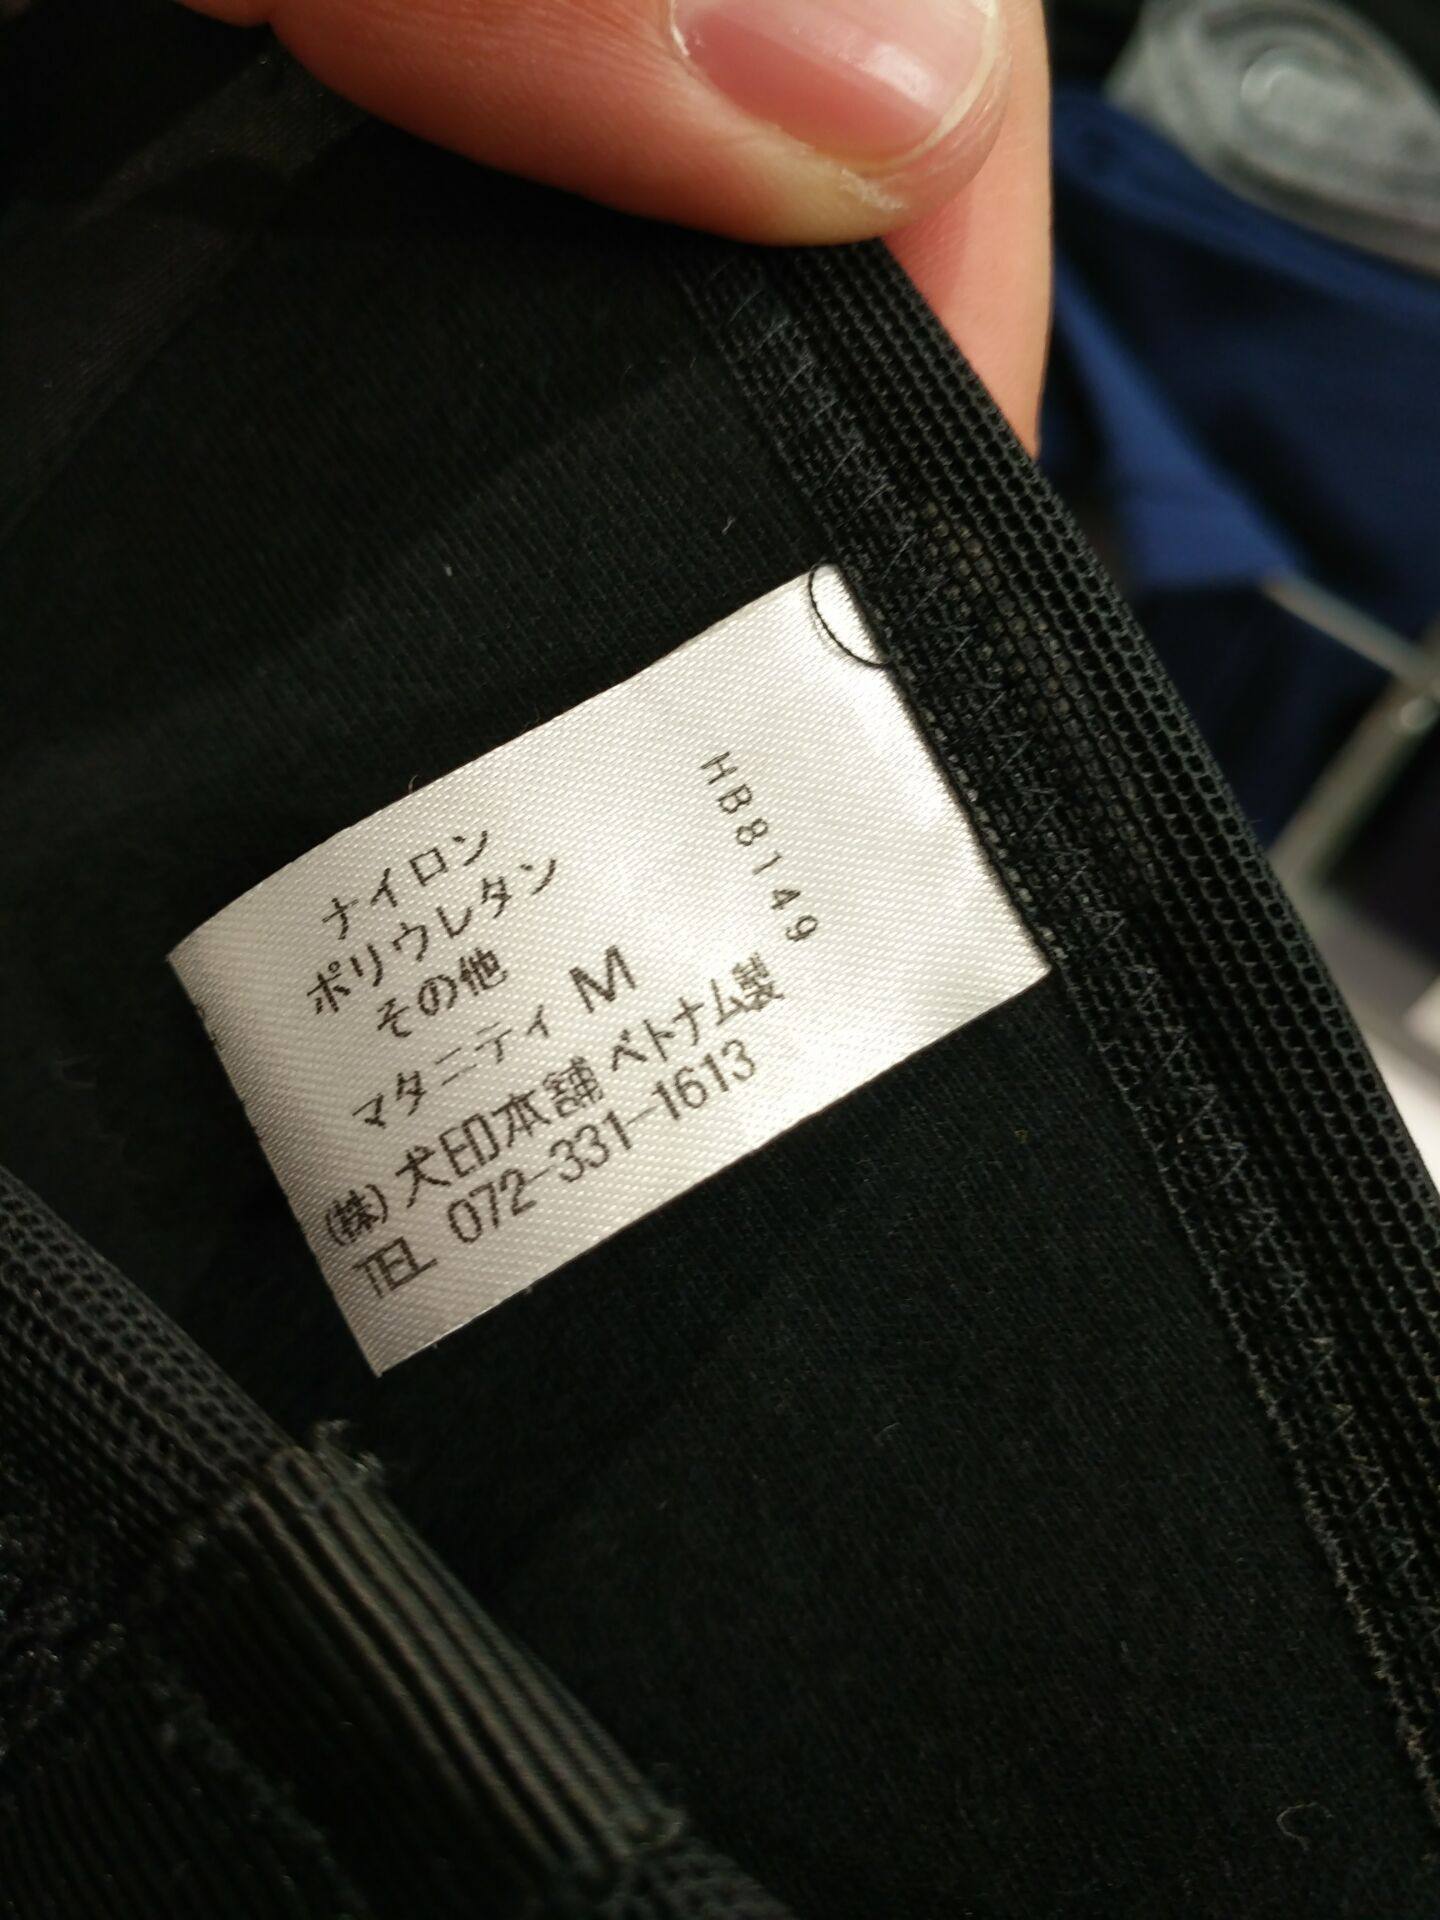 HB8149
ナイロン
ポリウレタン
その他
マタニティ M
(株) 犬印本舗 ベトナム製
TEL 072-331-1613